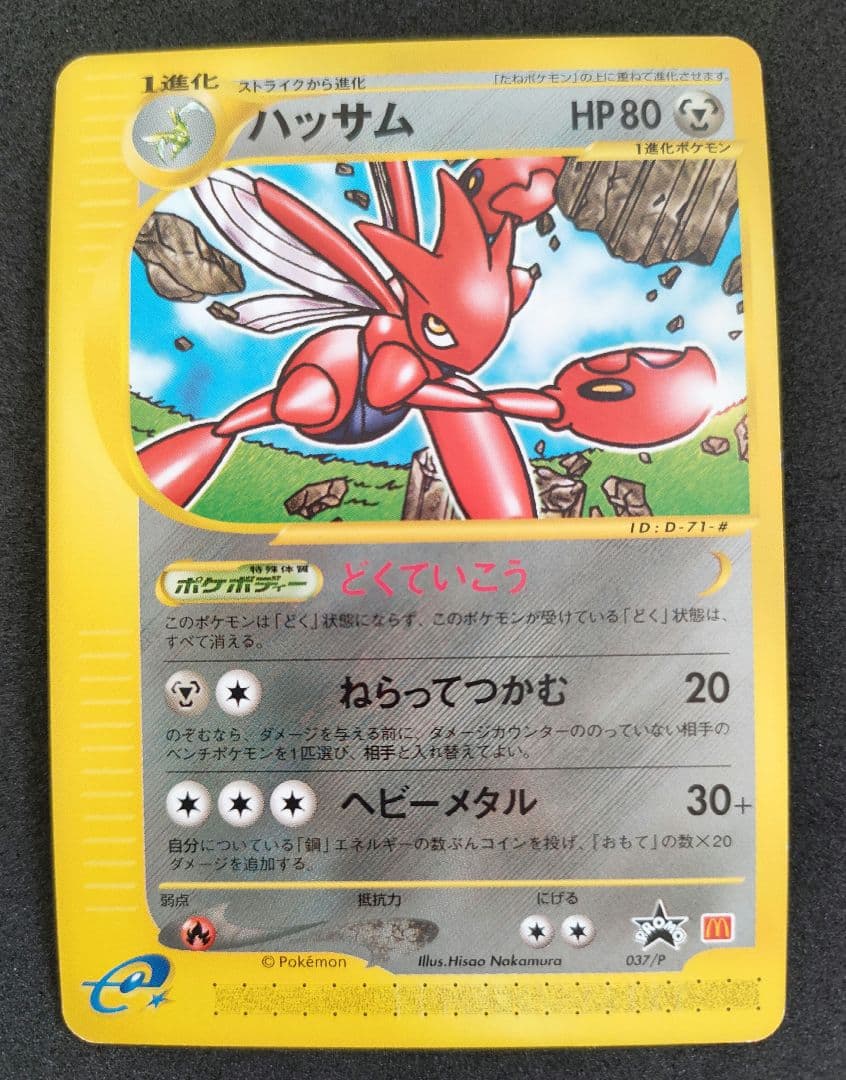 1進化 ストライクから進化 「たねポケモン」の上に重ねて進化させます。
ハッサム HP80
1進化ポケモン
ID:D-71-#
特殊体質
ポケボディー どくていこう
このポケモンは「どく」状態にならず、このポケモンが受けている「どく」状態は、
すべて消える。
ねらってつかむ 20
のぞむなら、ダメージを与える前に、ダメージカウンターののっていない相手の
ベンチポケモンを1匹選び、相手と入れ替えてよい。
ヘビーメタル 30+
自分についている「鋼」エネルギーの数ぶんコインを投げ、『おもて』の数×20
ダメージを追加する。
弱点 抵抗力 にげる
PROMO
© Pokémon Illus.Hisao Nakamura 037/P
e